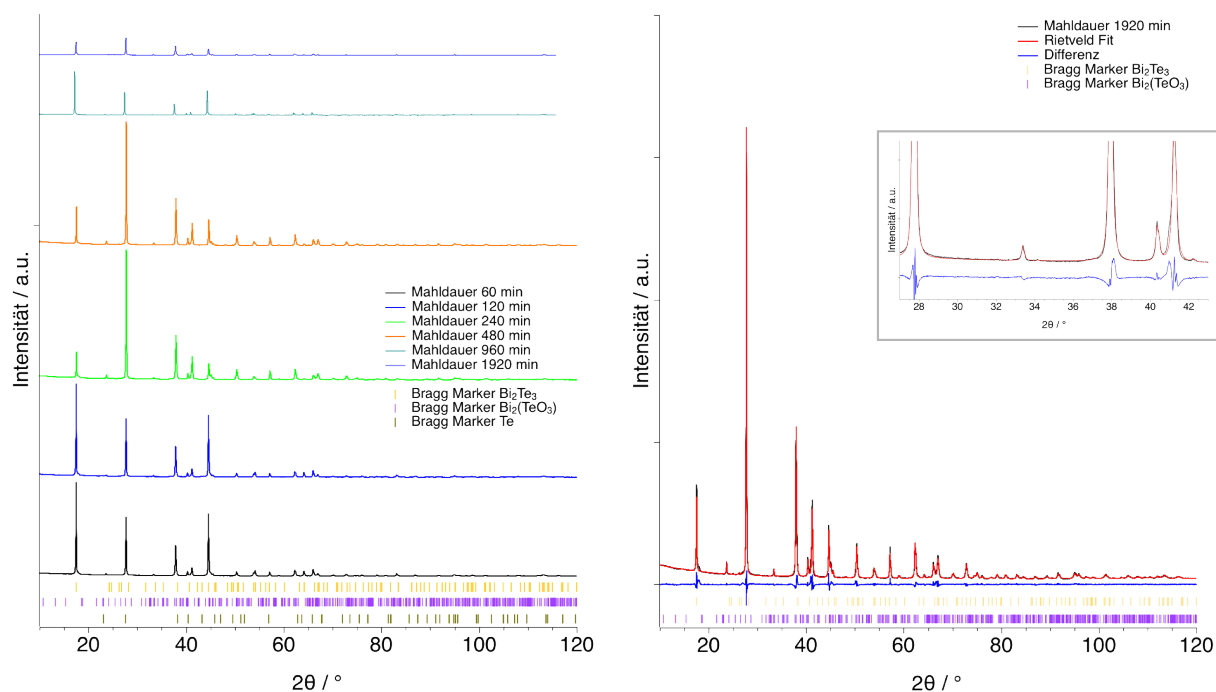 Intensität / a.u.
Mahldauer 60 min
Mahldauer 120 min
Mahldauer 240 min
Mahldauer 480 min
Mahldauer 960 min
Mahldauer 1920 min
Bragg Marker Bi₂Te₃
Bragg Marker Bi₂(TeO₃)
Bragg Marker Te
20 40 60 80 100 120
2θ / °
Intensität / a.u.
Mahldauer 1920 min
Rietveld Fit
Differenz
Bragg Marker Bi₂Te₃
Bragg Marker Bi₂(TeO₃)
Intensität / a.u.
28 30 32 34 36 38 40 42
2θ / °
20 40 60 80 100 120
2θ / °